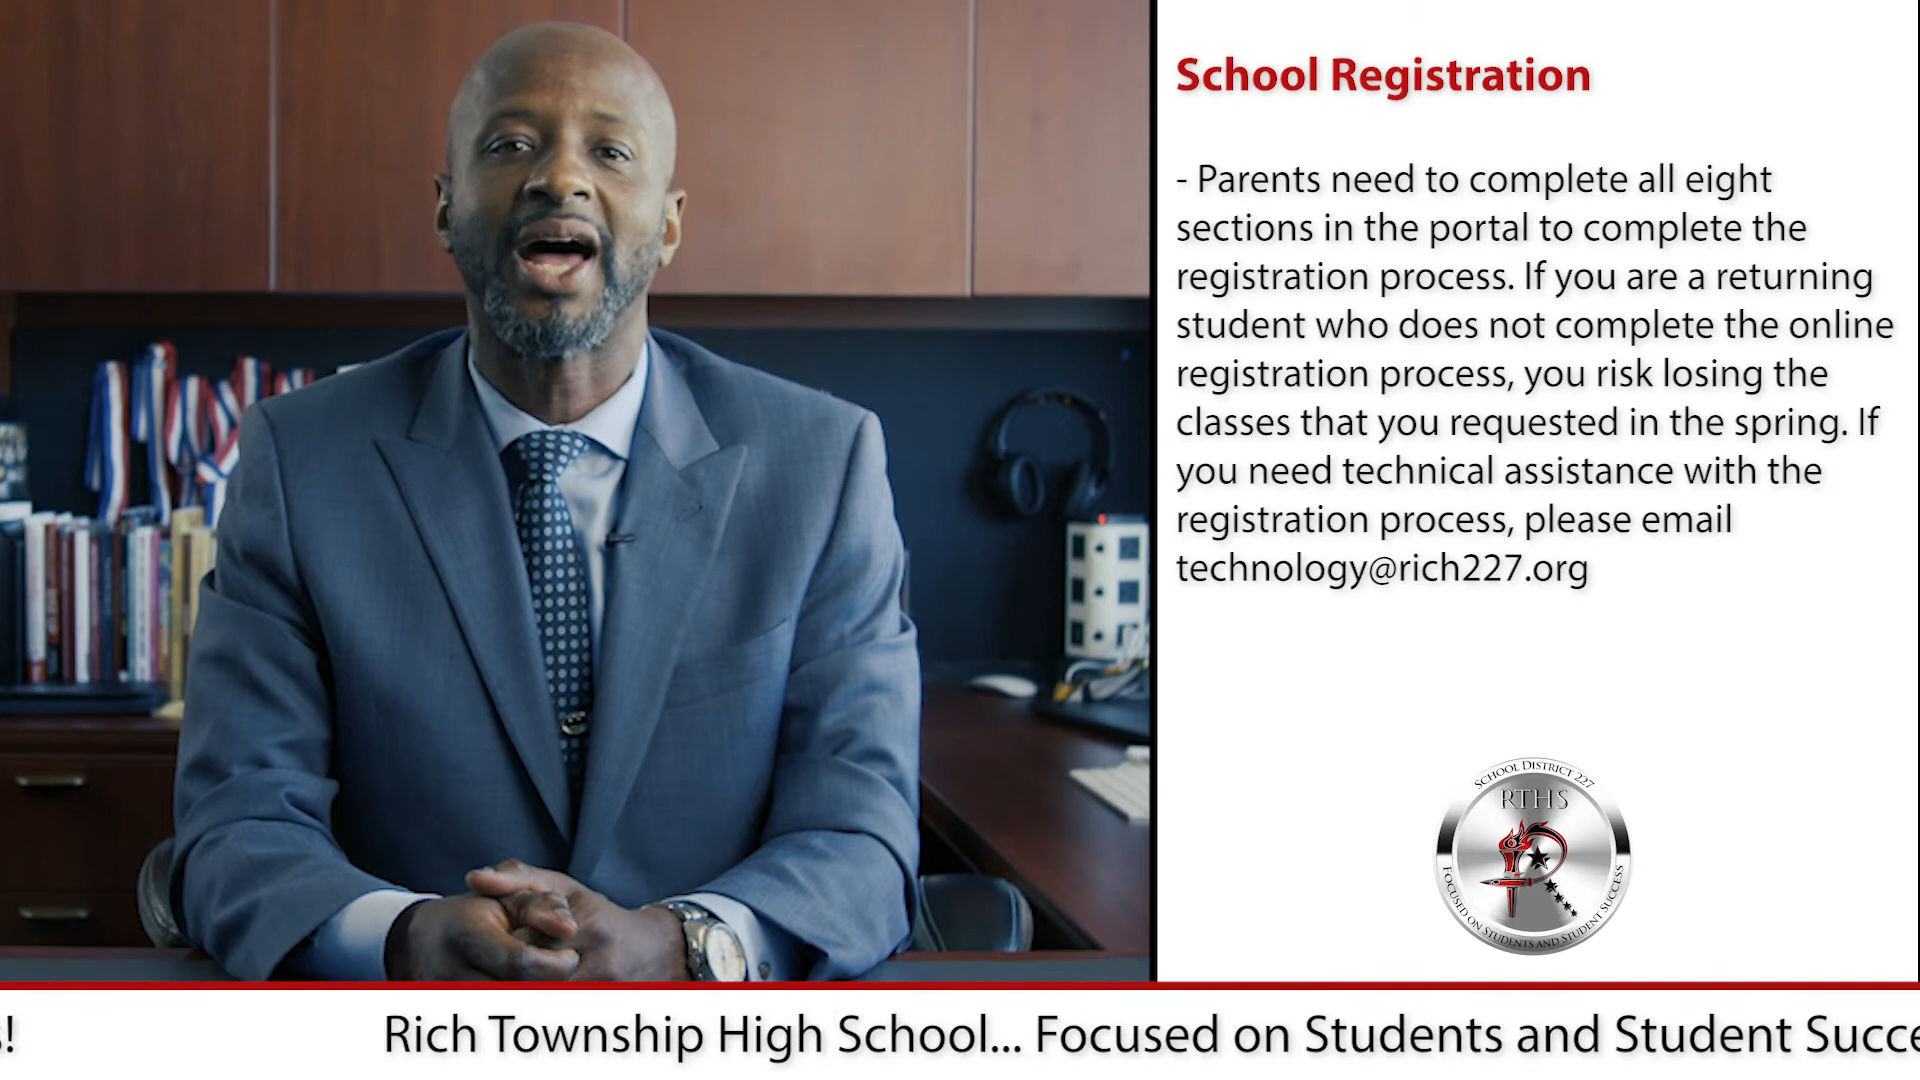 School Registration
- Parents need to complete all eight
sections in the portal to complete the
registration process. If you are a returning
student who does not complete the online
registration process, you risk losing the
classes that you requested in the spring. If
you need technical assistance with the
registration process, please email
technology@rich227.org
SCHOOL DISTRICT 227
RTHS
FOCUSED ON STUDENTS AND STUDENT SUCCESS
Rich Township High School... Focused on Students and Student Succe